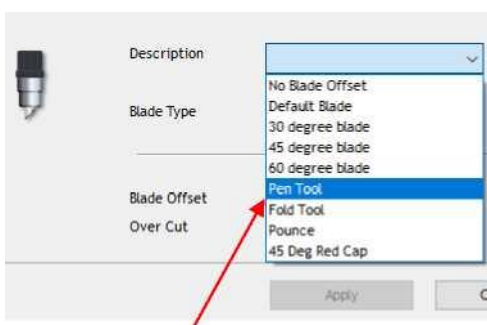 Description
No Blade Offset
Blade Type
Default Blade
30 degree blade
45 degree blade
60 degree blade
Pen Tool
Blade Offset
Fold Tool
Over Cut
Pounce
45 Deg Red Cap
Apply